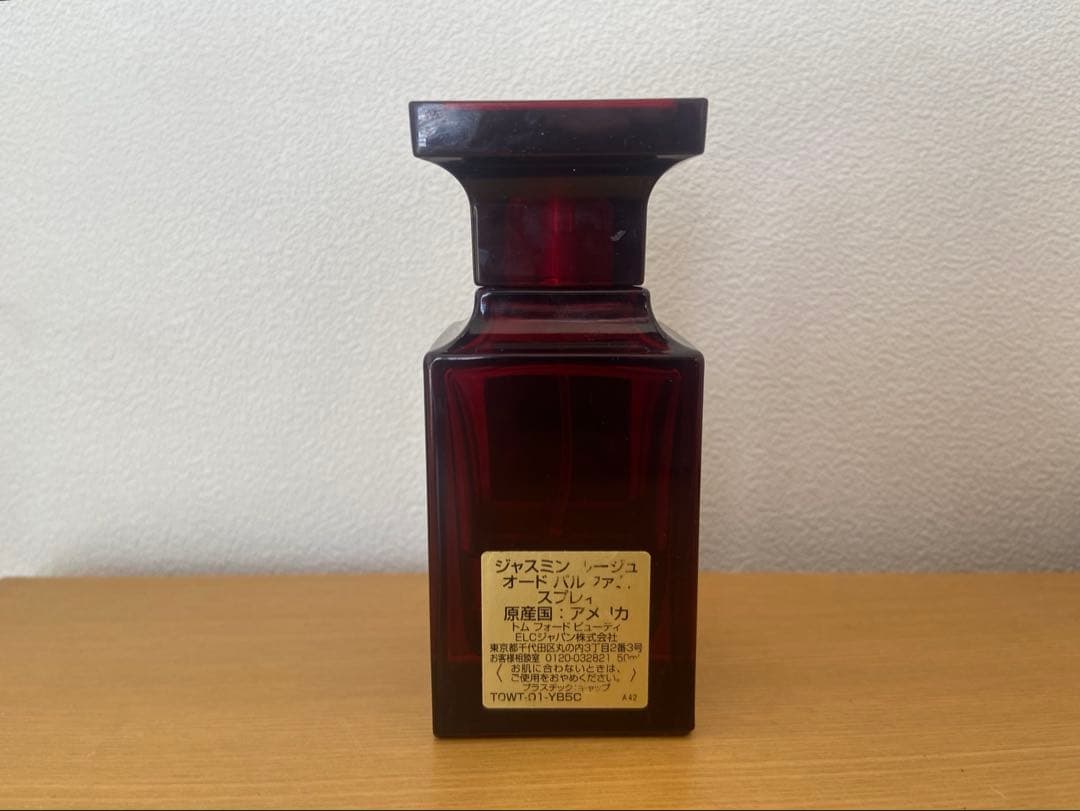 ジャスミン ルージュ
オード パルファム
スプレィ
原産国：アメリカ
トム フォード ビューティ
ELCジャパン株式会社
東京都千代田区丸の内3丁目2番3号
お客様相談室 0120-032821 50ml
お肌に合わないときは、
ご使用をおやめください。
プラスチック:キャップ
TOWT-01-YB5C A42